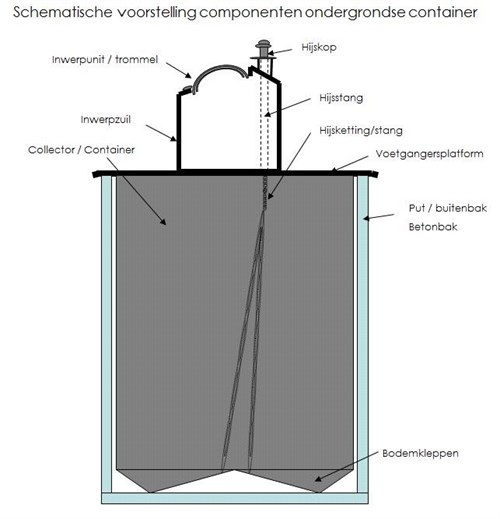 Schematische voorstelling componenten ondergrondse container
Hijskop
Inwerpunit / trommel
Hijsstang
Inwerpzuil
Hijsketting/stang
Collector / Container
Voetgangersplatform
Put / buitenbak
Betonbak
Bodemkleppen